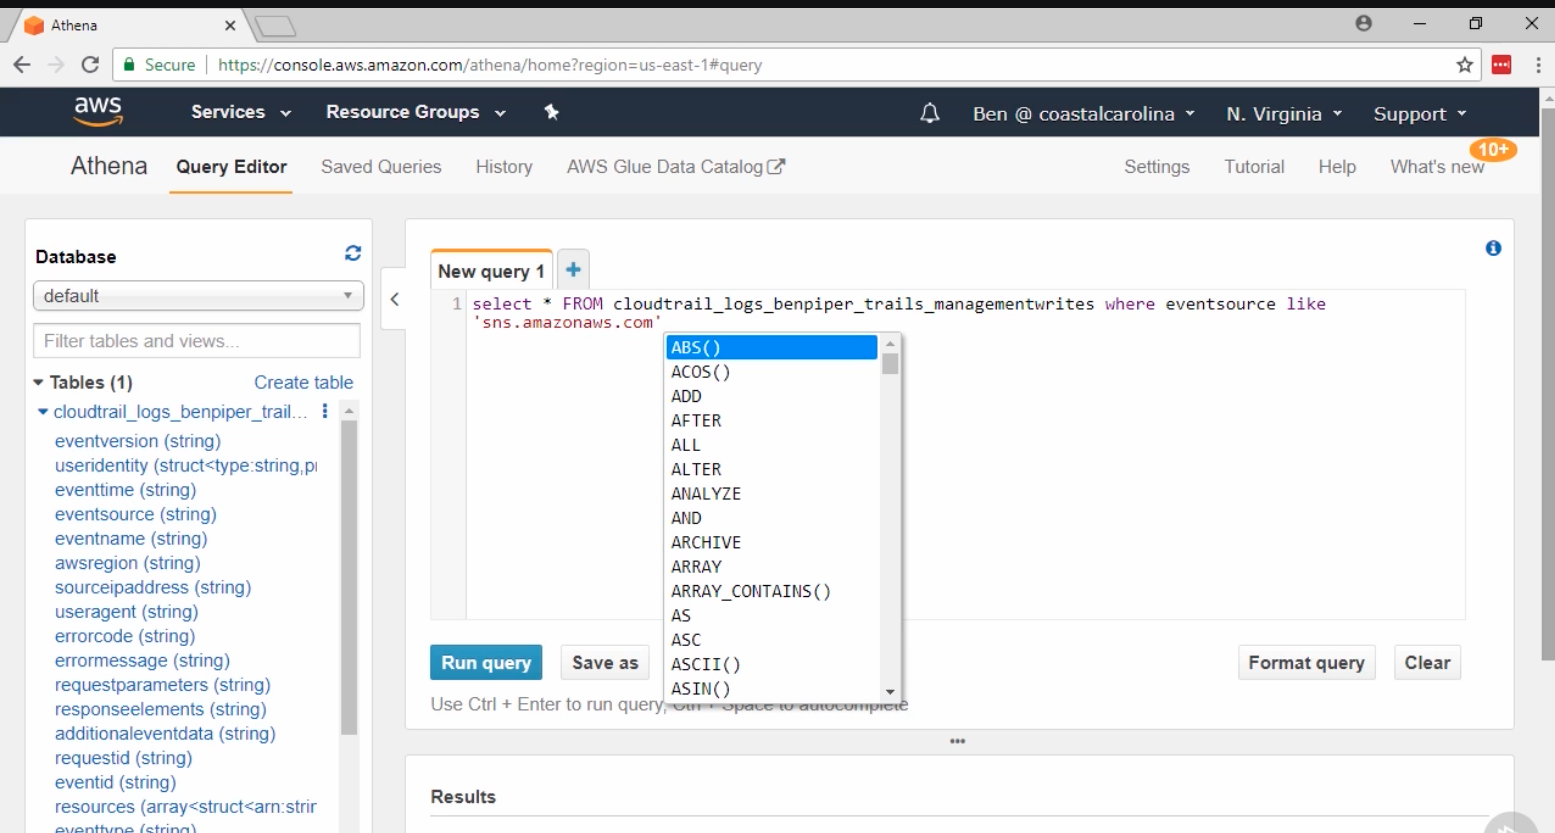 Athena
Secure https://console.aws.amazon.com/athena/home?region=us-east-1#query
aws Services Resource Groups Ben @ coastalcarolina N. Virginia Support
Athena Query Editor Saved Queries History AWS Glue Data Catalog Settings Tutorial Help What's new 10+
Database
default
Filter tables and views...
Tables (1) Create table
cloudtrail_logs_benpiper_trail...
eventversion (string)
useridentity (struct<type:string,pı
eventtime (string)
eventsource (string)
eventname (string)
awsregion (string)
sourceipaddress (string)
useragent (string)
errorcode (string)
errormessage (string)
requestparameters (string)
responseelements (string)
additionaleventdata (string)
requestid (string)
eventid (string)
resources (array<struct<arn:strir
eventtype (string)
New query 1
1 select * FROM cloudtrail_logs_benpiper_trails_managementwrites where eventsource like
'sns.amazonaws.com'
ABS()
ACOS()
ADD
AFTER
ALL
ALTER
ANALYZE
AND
ARCHIVE
ARRAY
ARRAY_CONTAINS()
AS
ASC
ASCII()
ASIN()
Run query Save as Format query Clear
Use Ctrl + Enter to run query, Ctrl + Space to autocomplete
Results